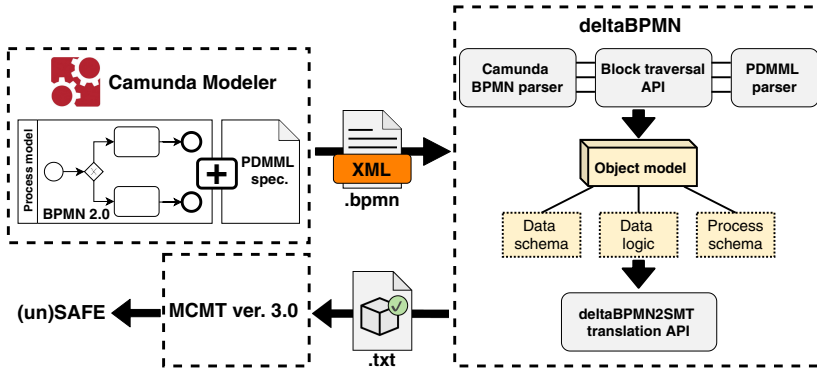 Camunda Modeler
Process model
BPMN 2.0
PDMML
spec.
XML
.bpmn
deltaBPMN
Camunda
BPMN parser
Block traversal
API
PDMML
parser
Object model
Data
schema
Data
logic
Process
schema
deltaBPMN2SMT
translation API
.txt
MCMT ver. 3.0
(un)SAFE